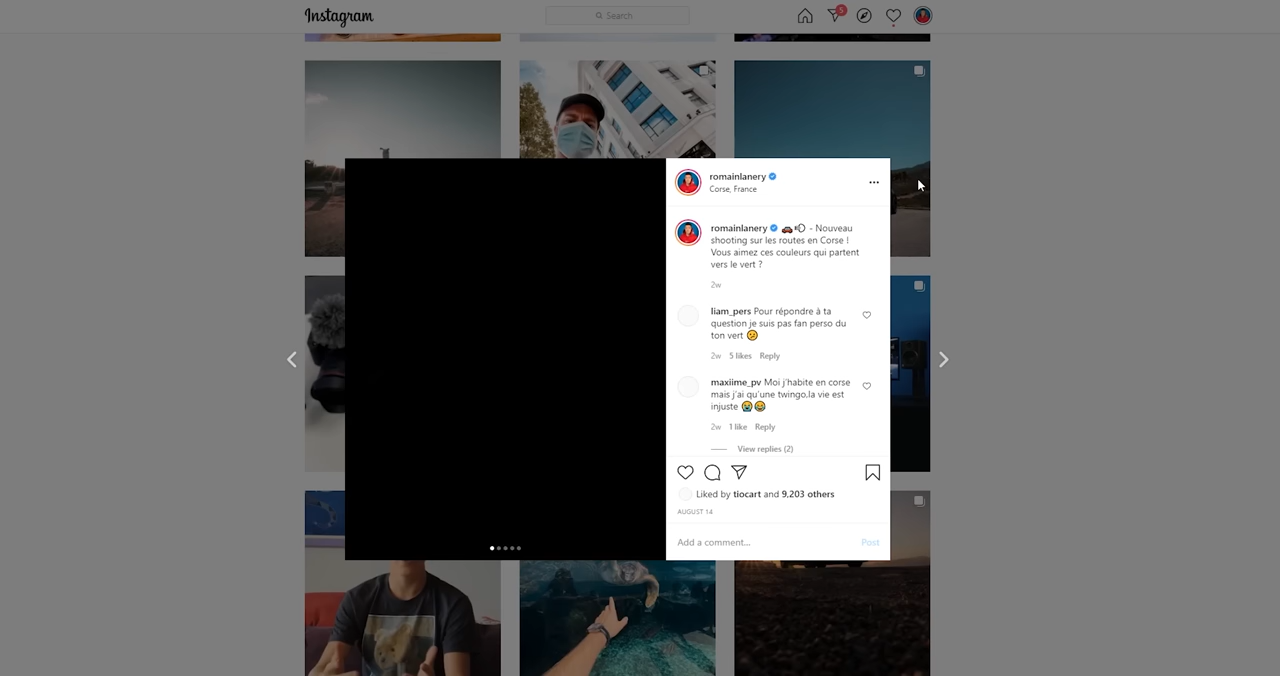 Instagram
Search
5
romainlanery
Corse, France
romainlanery 🚗💨 - Nouveau
shooting sur les routes en Corse !
Vous aimez ces couleurs qui partent
vers le vert ?
2w
liam_pers Pour répondre à ta
question je suis pas fan perso du
ton vert 😕
2w 5 likes Reply
maxiime_pv Moi j'habite en corse
mais j'ai qu'une twingo,la vie est
injuste 😭😂
2w 1 like Reply
View replies (2)
Liked by tiocart and 9,203 others
AUGUST 14
Add a comment... Post